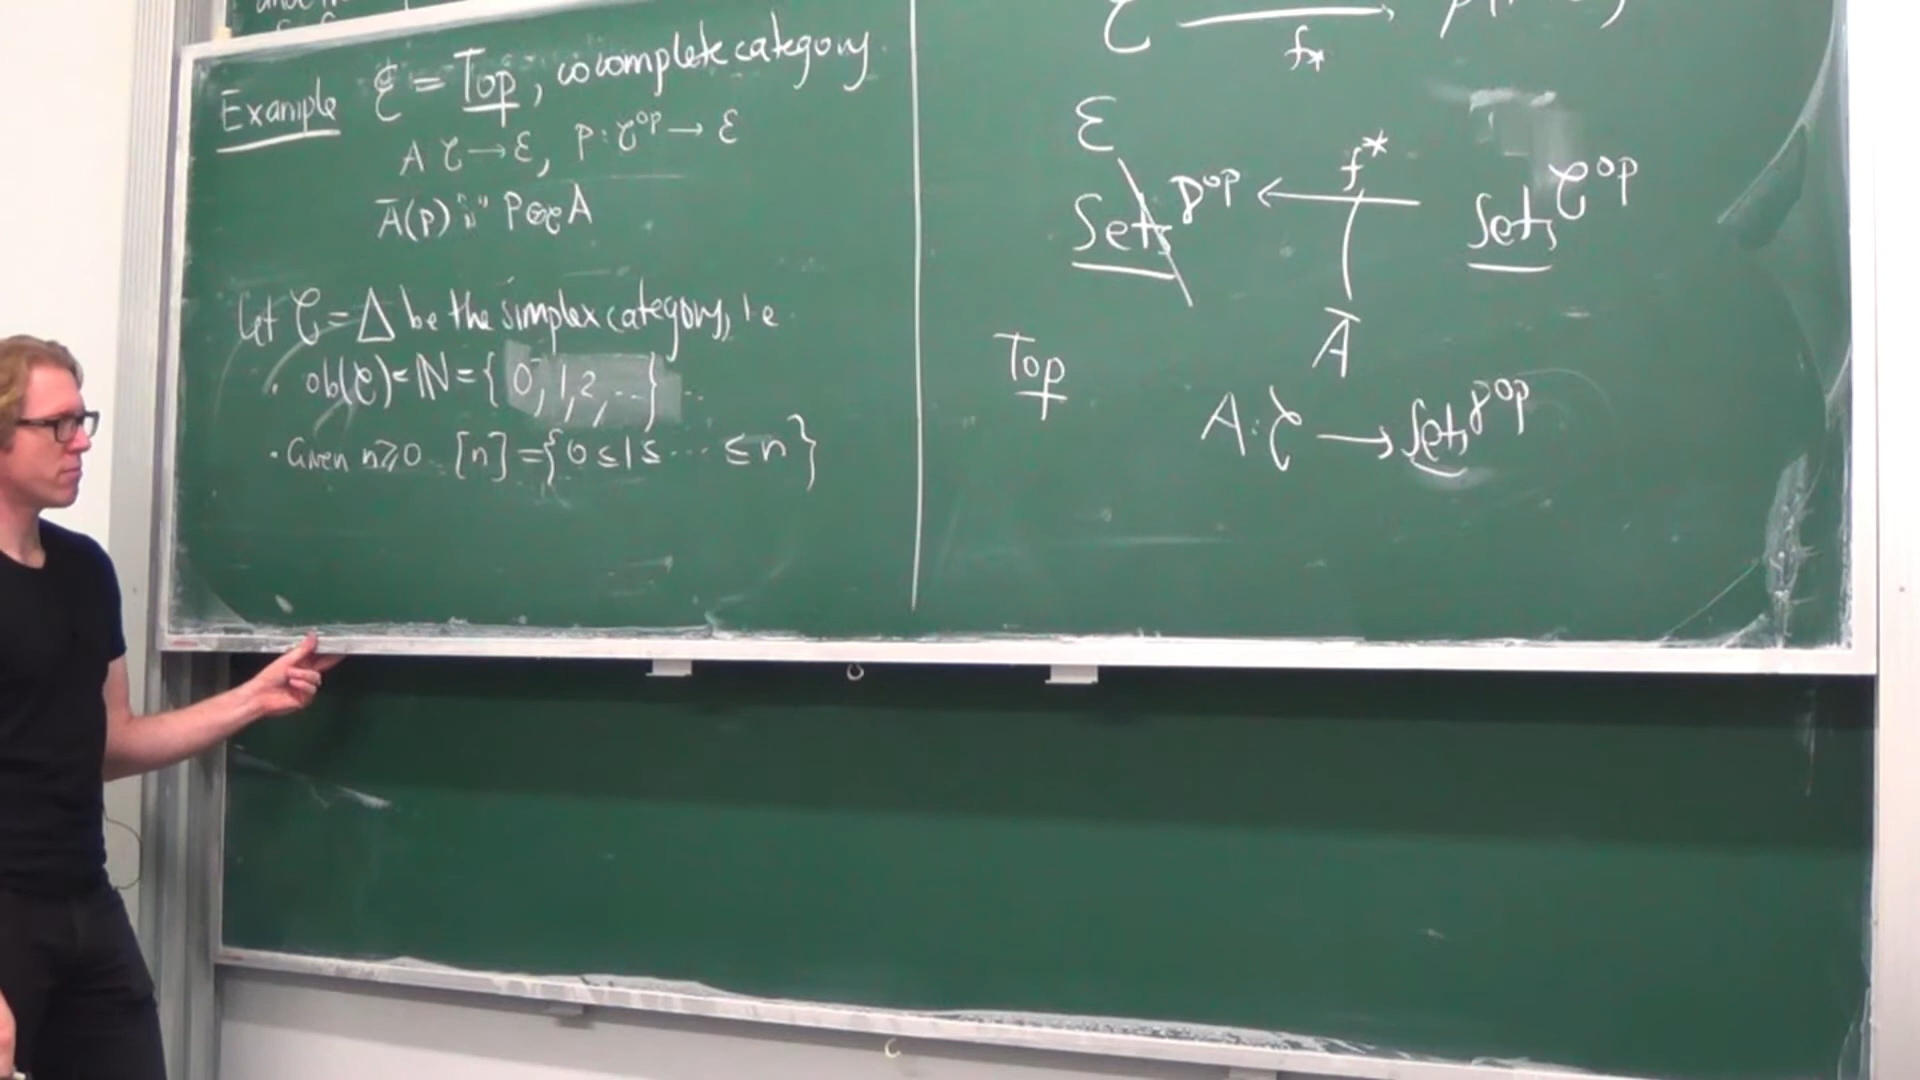 Example ℰ = Top, cocomplete category
A 𝒞 → ℰ, P: 𝒞^op → ℰ
Ā(P) "=" P ⊗_𝒞 A
Let 𝒞 = Δ be the simplex category, i.e
• ob(𝒞) = ℕ = {0, 1, 2, ...}
• Given n ≥ 0 [n] = {0 ≤ 1 ≤ ··· ≤ n}
𝒞 → f_*
ℰ
Sets^𝒟^op ← f^* Sets^𝒞^op
Ā
Top
A: 𝒞 → Sets^𝒟^op